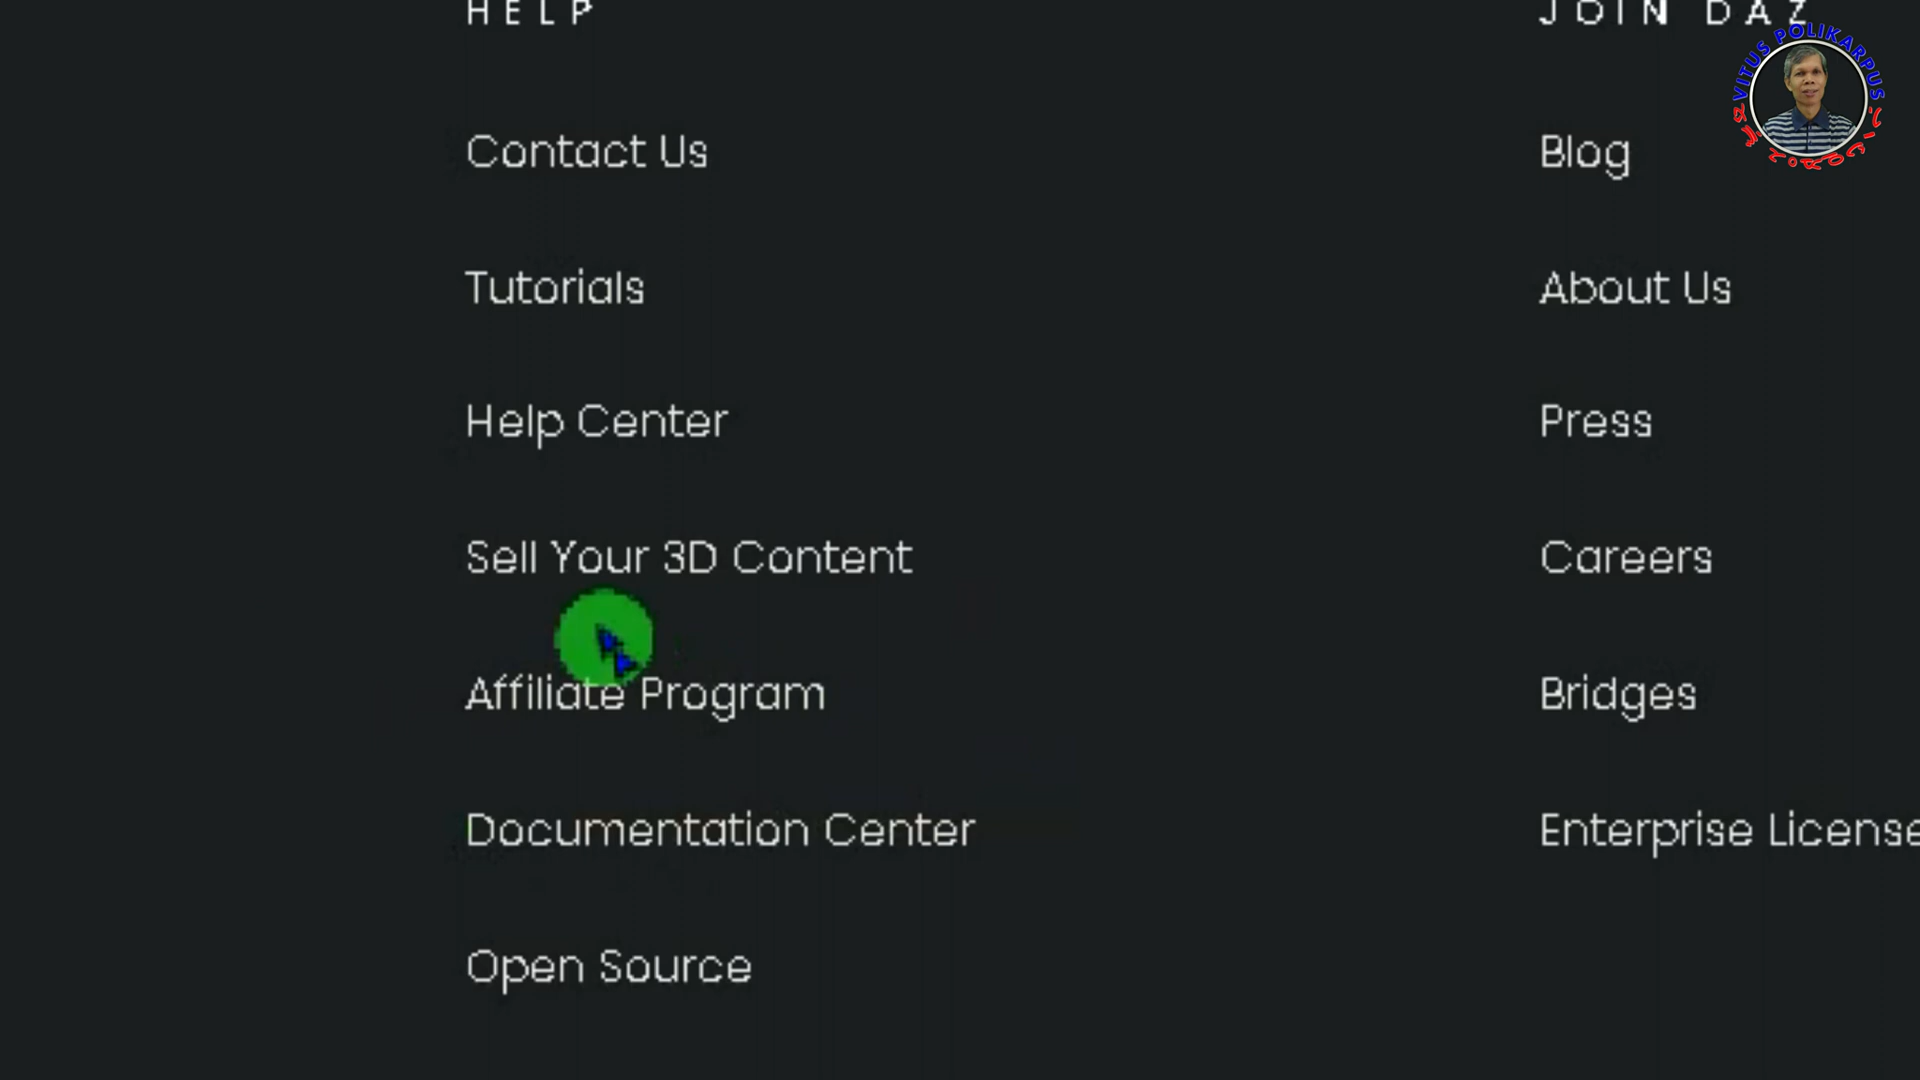 HELP
Contact Us
Tutorials
Help Center
Sell Your 3D Content
Affiliate Program
Documentation Center
Open Source
JOIN DAZ
Blog
About Us
Press
Careers
Bridges
Enterprise License
VITUS POLIKARPUS